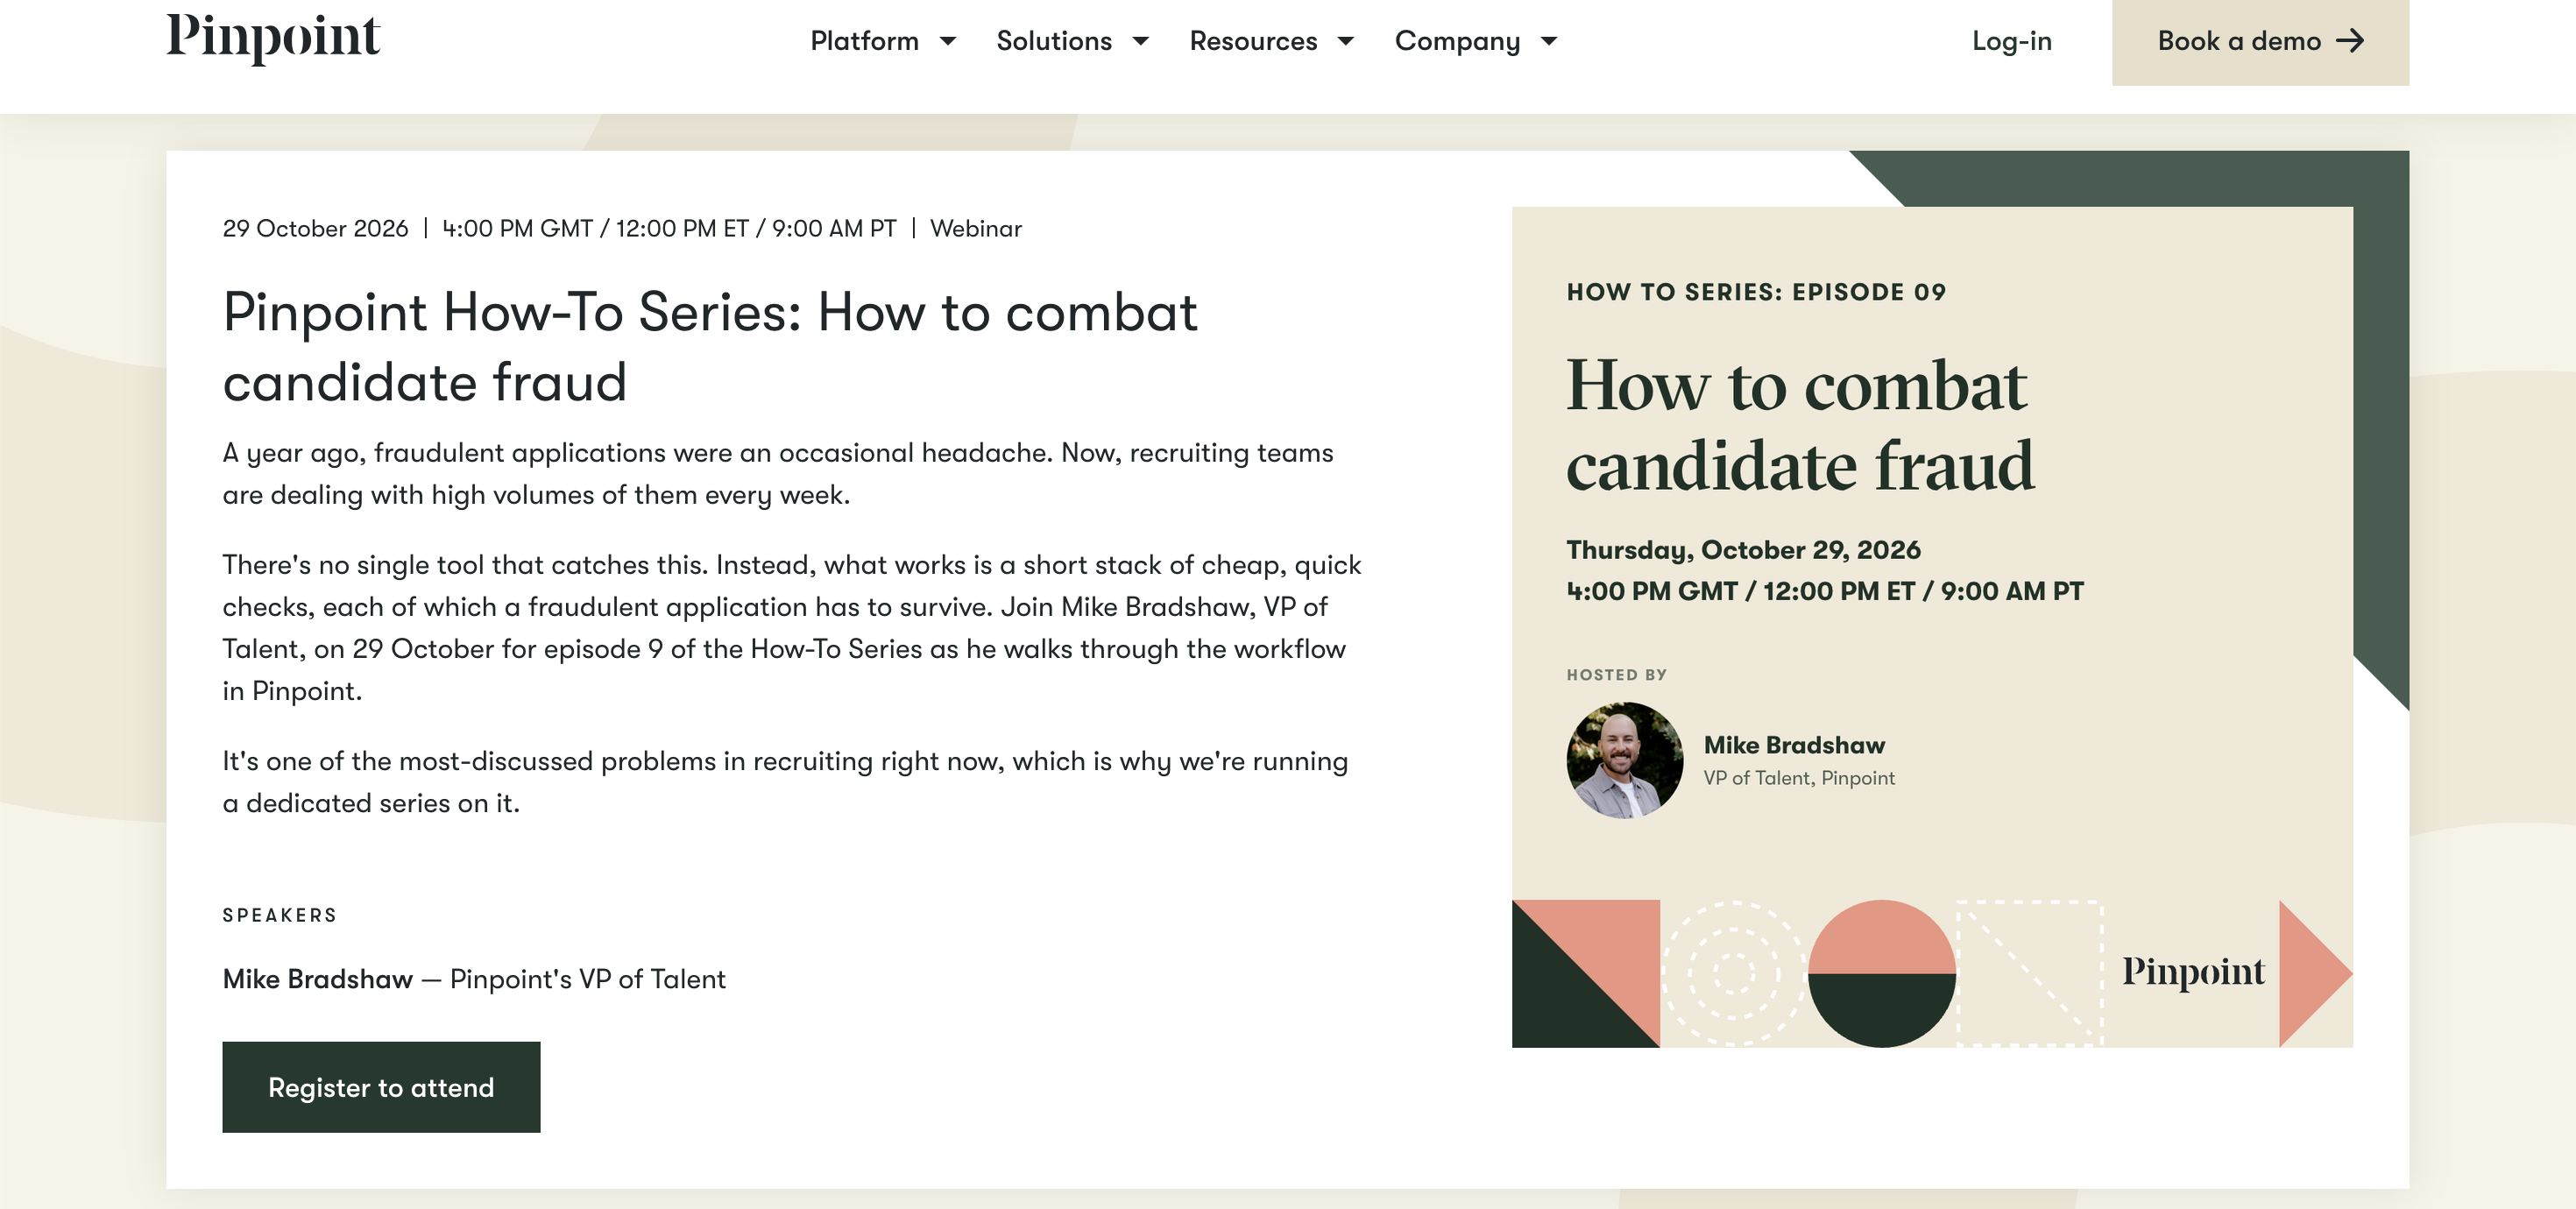 Pinpoint
Platform
Solutions
Resources
Company
Log-in
Book a demo
29 October 2026 | 4:00 PM GMT / 12:00 PM ET / 9:00 AM PT | Webinar
Pinpoint How-To Series: How to combat
candidate fraud
A year ago, fraudulent applications were an occasional headache. Now, recruiting teams
are dealing with high volumes of them every week.
There's no single tool that catches this. Instead, what works is a short stack of cheap, quick
checks, each of which a fraudulent application has to survive. Join Mike Bradshaw, VP of
Talent, on 29 October for episode 9 of the How-To Series as he walks through the workflow
in Pinpoint.
It's one of the most-discussed problems in recruiting right now, which is why we're running
a dedicated series on it.
SPEAKERS
Mike Bradshaw — Pinpoint's VP of Talent
Register to attend
HOW TO SERIES: EPISODE 09
How to combat
candidate fraud
Thursday, October 29, 2026
4:00 PM GMT / 12:00 PM ET / 9:00 AM PT
HOSTED BY
Mike Bradshaw
VP of Talent, Pinpoint
Pinpoint